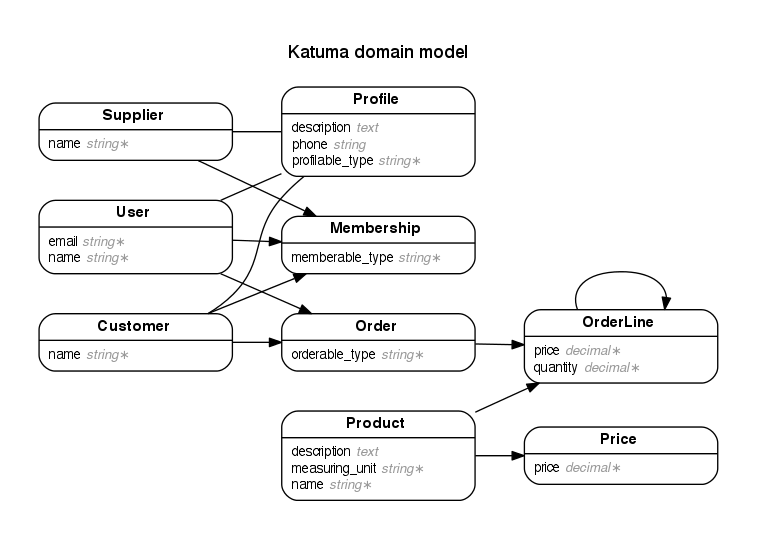 Katuma domain model
Supplier
name string*
User
email string*
name string*
Customer
name string*
Profile
description text
phone string
profilable_type string*
Membership
memberable_type string*
Order
orderable_type string*
Product
description text
measuring_unit string*
name string*
OrderLine
price decimal*
quantity decimal*
Price
price decimal*